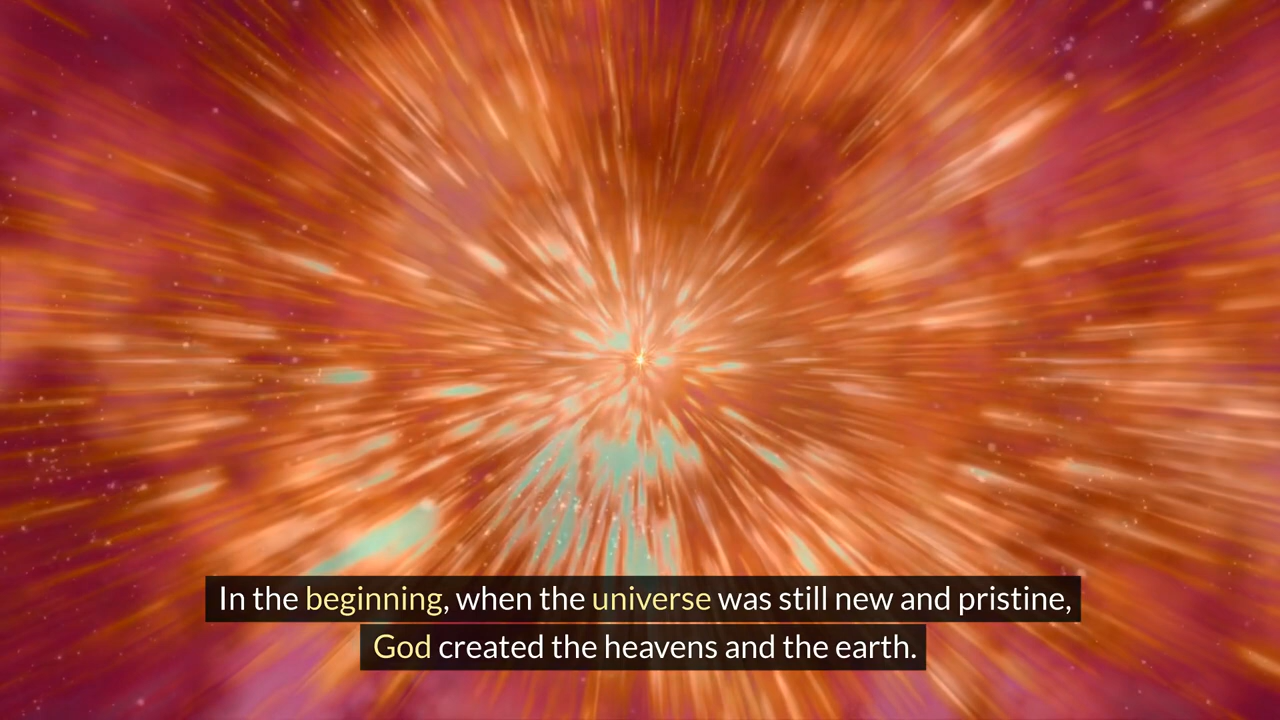 In the beginning, when the universe was still new and pristine,
God created the heavens and the earth.